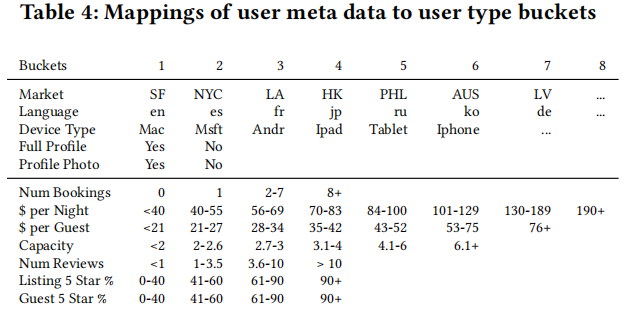 Table 4: Mappings of user meta data to user type buckets
Buckets 1 2 3 4 5 6 7 8
Market SF NYC LA HK PHL AUS LV ...
Language en es fr jp ru ko de ...
Device Type Mac Msft Andr Ipad Tablet Iphone ...
Full Profile Yes No
Profile Photo Yes No
Num Bookings 0 1 2-7 8+
$ per Night <40 40-55 56-69 70-83 84-100 101-129 130-189 190+
$ per Guest <21 21-27 28-34 35-42 43-52 53-75 76+
Capacity <2 2-2.6 2.7-3 3.1-4 4.1-6 6.1+
Num Reviews <1 1-3.5 3.6-10 > 10
Listing 5 Star % 0-40 41-60 61-90 90+
Guest 5 Star % 0-40 41-60 61-90 90+